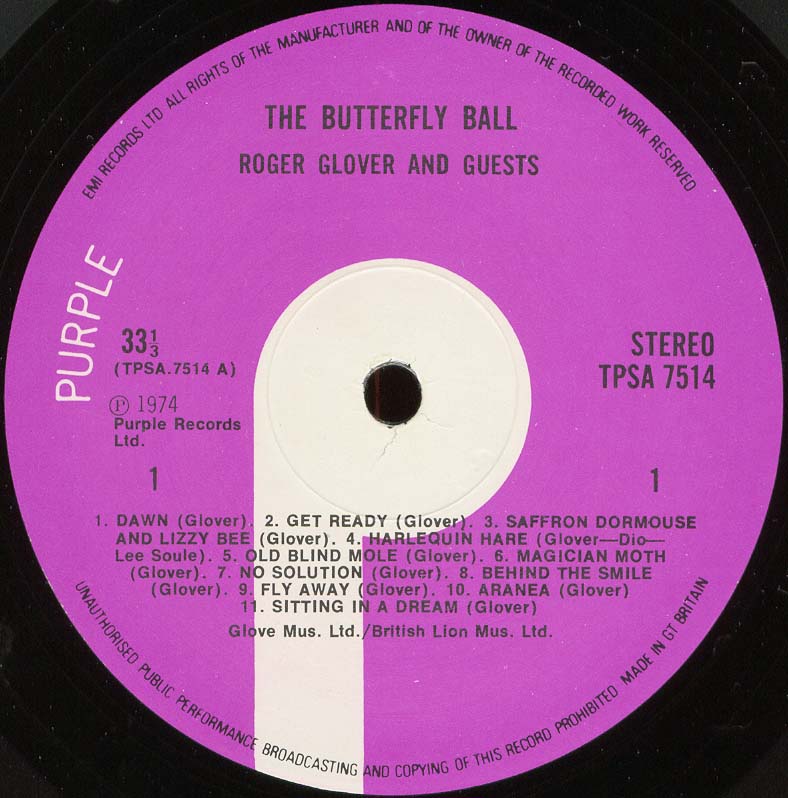 EMI RECORDS LTD ALL RIGHTS OF THE MANUFACTURER AND OF THE OWNER OF THE RECORDED WORK RESERVED
THE BUTTERFLY BALL
ROGER GLOVER AND GUESTS
PURPLE
33⅓
(TPSA.7514 A)
STEREO
TPSA 7514
Ⓟ 1974
Purple Records
Ltd.
1
1
1. DAWN (Glover). 2. GET READY (Glover). 3. SAFFRON DORMOUSE
AND LIZZY BEE (Glover). 4. HARLEQUIN HARE (Glover—Dio—
Lee Soule). 5. OLD BLIND MOLE (Glover). 6. MAGICIAN MOTH
(Glover). 7. NO SOLUTION (Glover). 8. BEHIND THE SMILE
(Glover). 9. FLY AWAY (Glover). 10. ARANEA (Glover)
11. SITTING IN A DREAM (Glover)
Glove Mus. Ltd./British Lion Mus. Ltd.
UNAUTHORISED PUBLIC PERFORMANCE BROADCASTING AND COPYING OF THIS RECORD PROHIBITED MADE IN GT BRITAIN